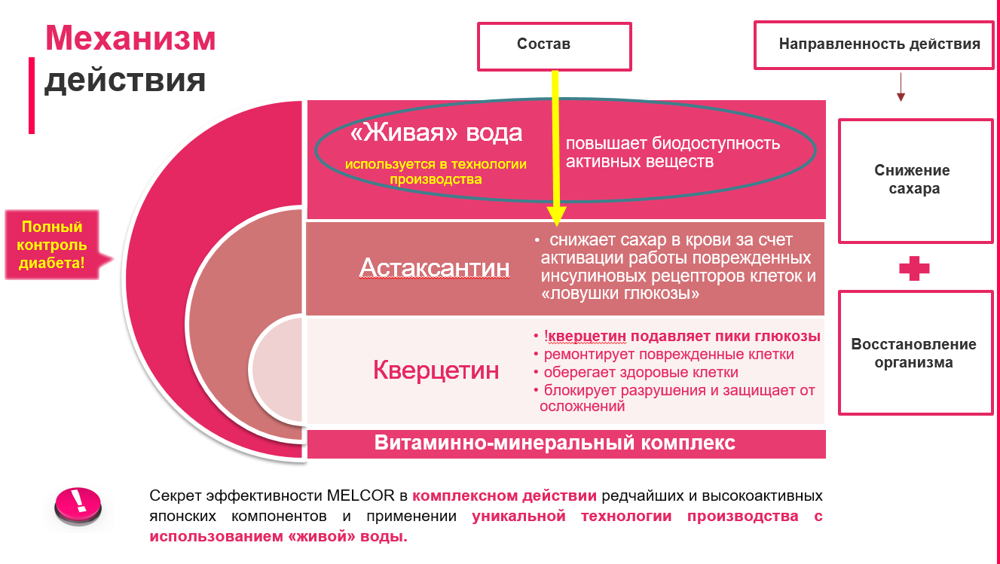 Механизм
действия
Состав
Направленность действия
«Живая» вода
используется в технологии
производства
повышает биодоступность
активных веществ
Снижение
сахара
Полный
контроль
диабета!
Астаксантин
• снижает сахар в крови за счет
активации работы поврежденных
инсулиновых рецепторов клеток и
«ловушки глюкозы»
Кверцетин
• !кверцетин подавляет пики глюкозы
• ремонтирует поврежденные клетки
• оберегает здоровые клетки
• блокирует разрушения и защищает от
осложнений
Восстановление
организма
Витаминно-минеральный комплекс
!
Секрет эффективности MELCOR в комплексном действии редчайших и высокоактивных
японских компонентов и применении уникальной технологии производства с
использованием «живой» воды.